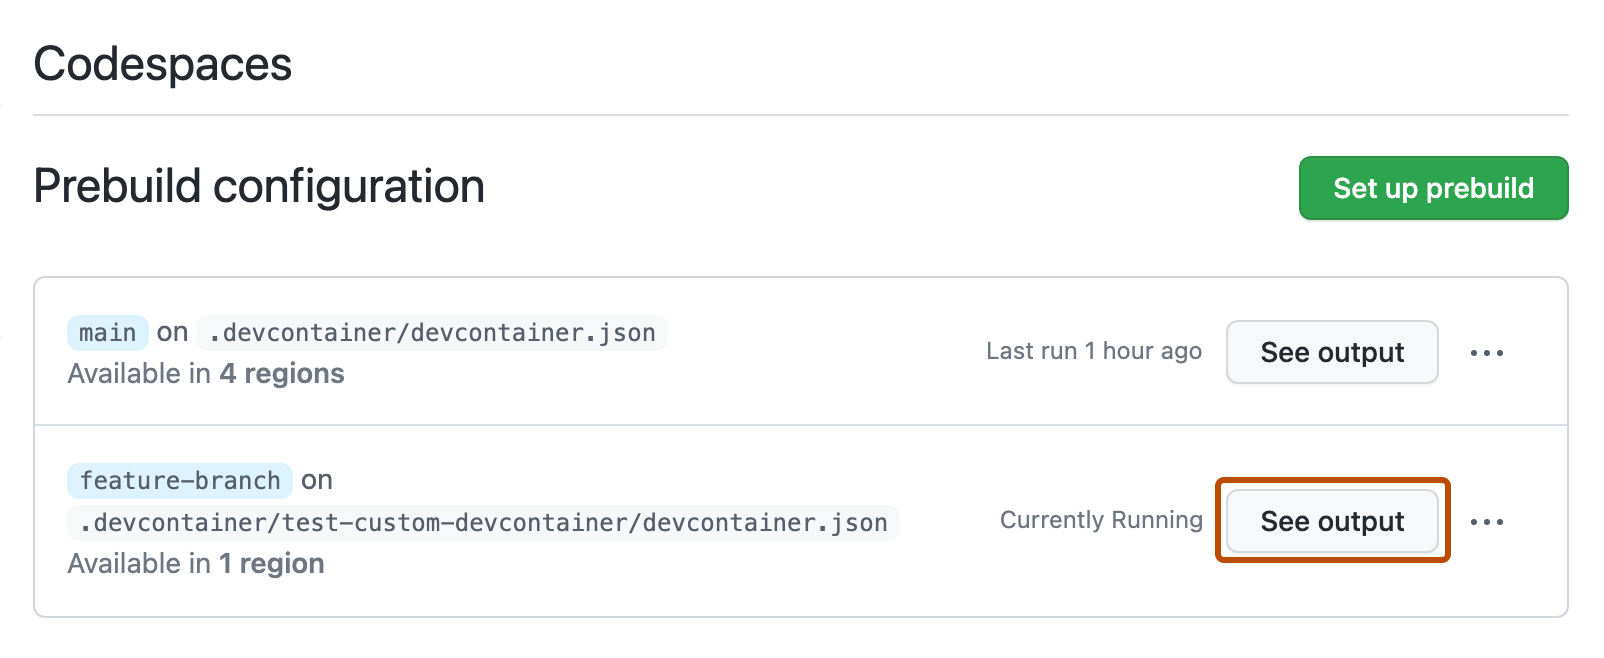 Codespaces
Prebuild configuration
Set up prebuild
main on .devcontainer/devcontainer.json
Available in 4 regions
Last run 1 hour ago
See output
feature-branch on
.devcontainer/test-custom-devcontainer/devcontainer.json
Available in 1 region
Currently Running
See output